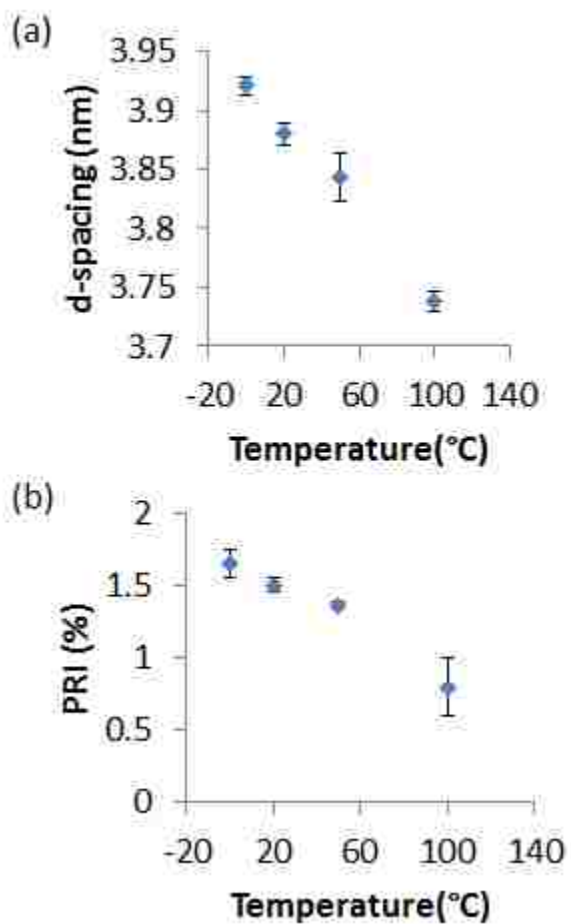 (a)
d-spacing (nm)
3.95
3.9
3.85
3.8
3.75
3.7
-20 20 60 100 140
Temperature(°C)
(b)
PRI (%)
2
1.5
1
0.5
0
-20 20 60 100 140
Temperature(°C)